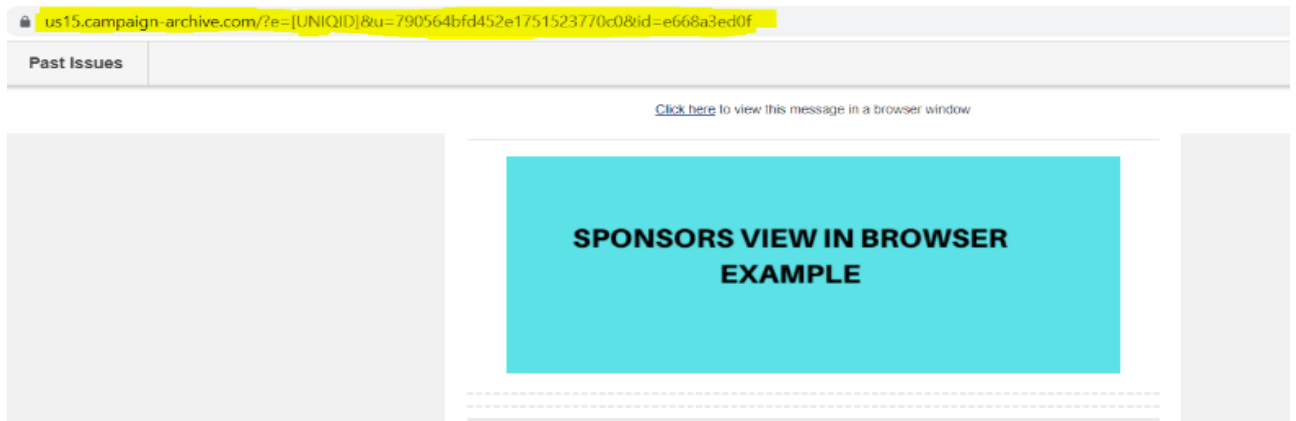 us15.campaign-archive.com/?e=[UNIQID]&u=790564bfd452e1751523770c0&id=e668a3ed0f
Past Issues
Click here to view this message in a browser window
SPONSORS VIEW IN BROWSER
EXAMPLE